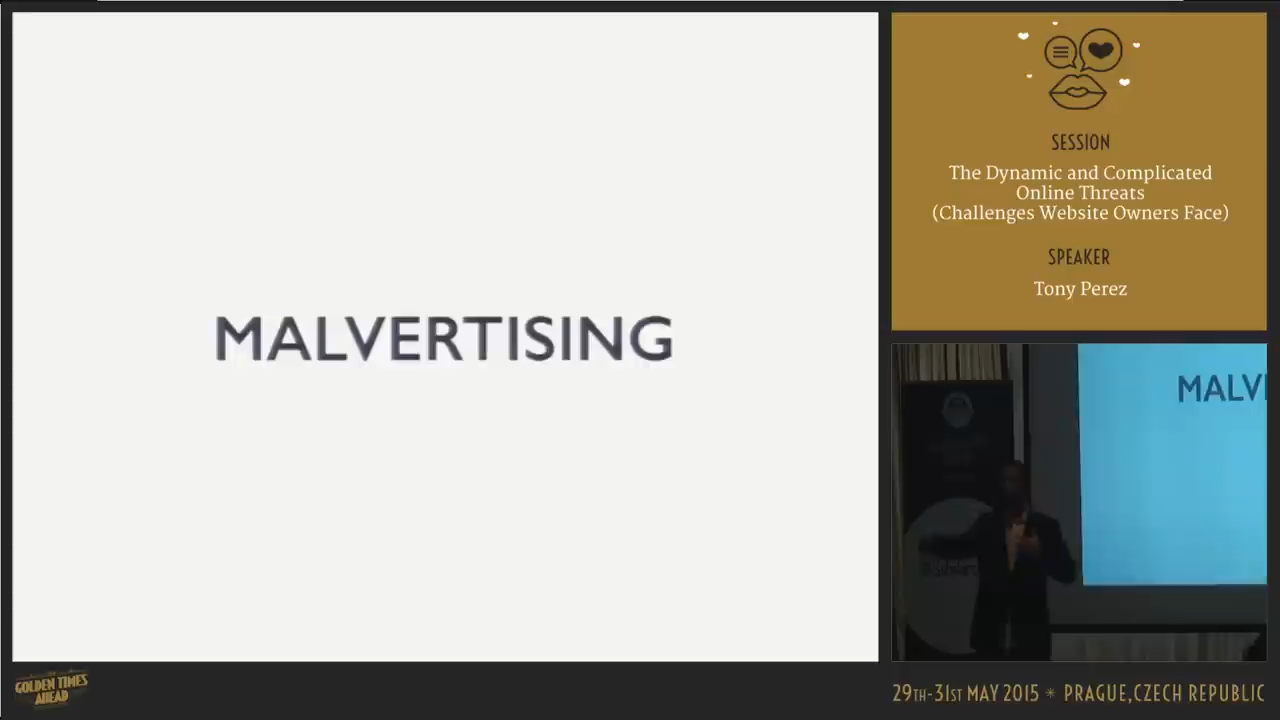 MALVERTISING
SESSION
The Dynamic and Complicated
Online Threats
(Challenges Website Owners Face)
SPEAKER
Tony Perez
MALV
GOLDEN TIMES
AHEAD
29TH-31ST MAY 2015 * PRAGUE, CZECH REPUBLIC